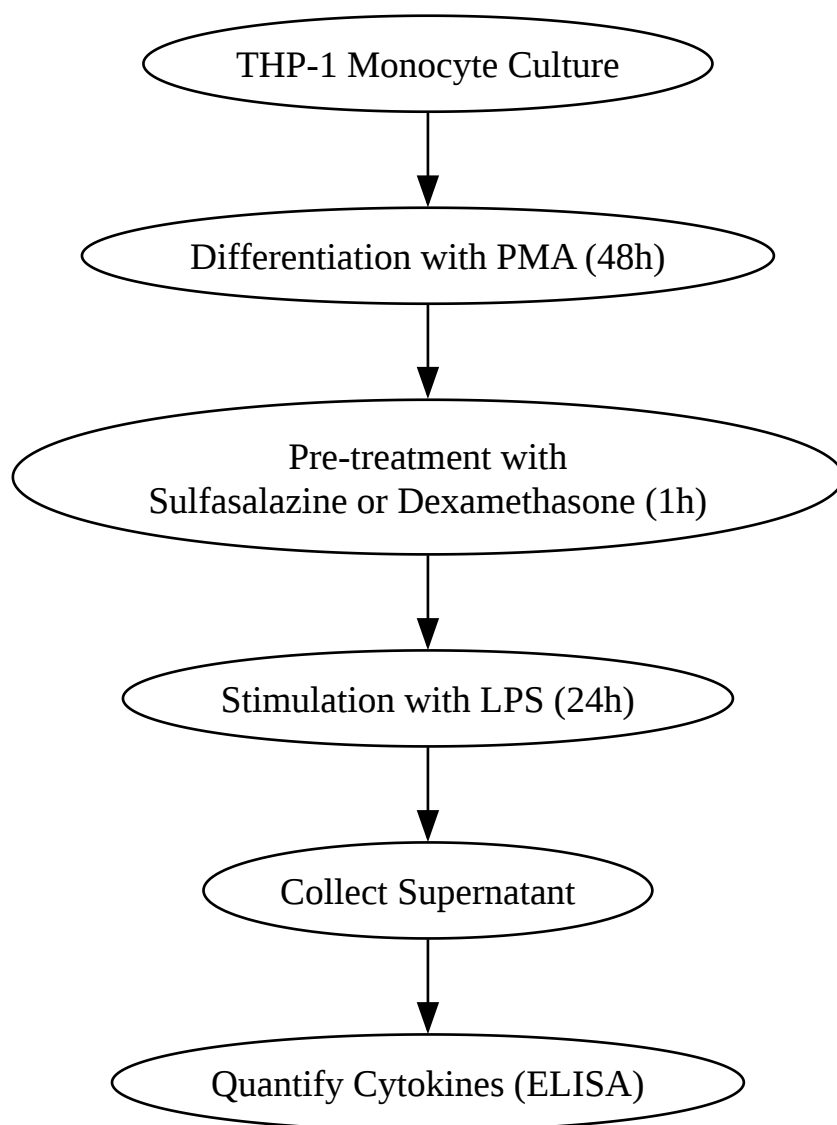 THP-1 Monocyte Culture
Differentiation with PMA (48h)
Pre-treatment with
Sulfasalazine or Dexamethasone (1h)
Stimulation with LPS (24h)
Collect Supernatant
Quantify Cytokines (ELISA)